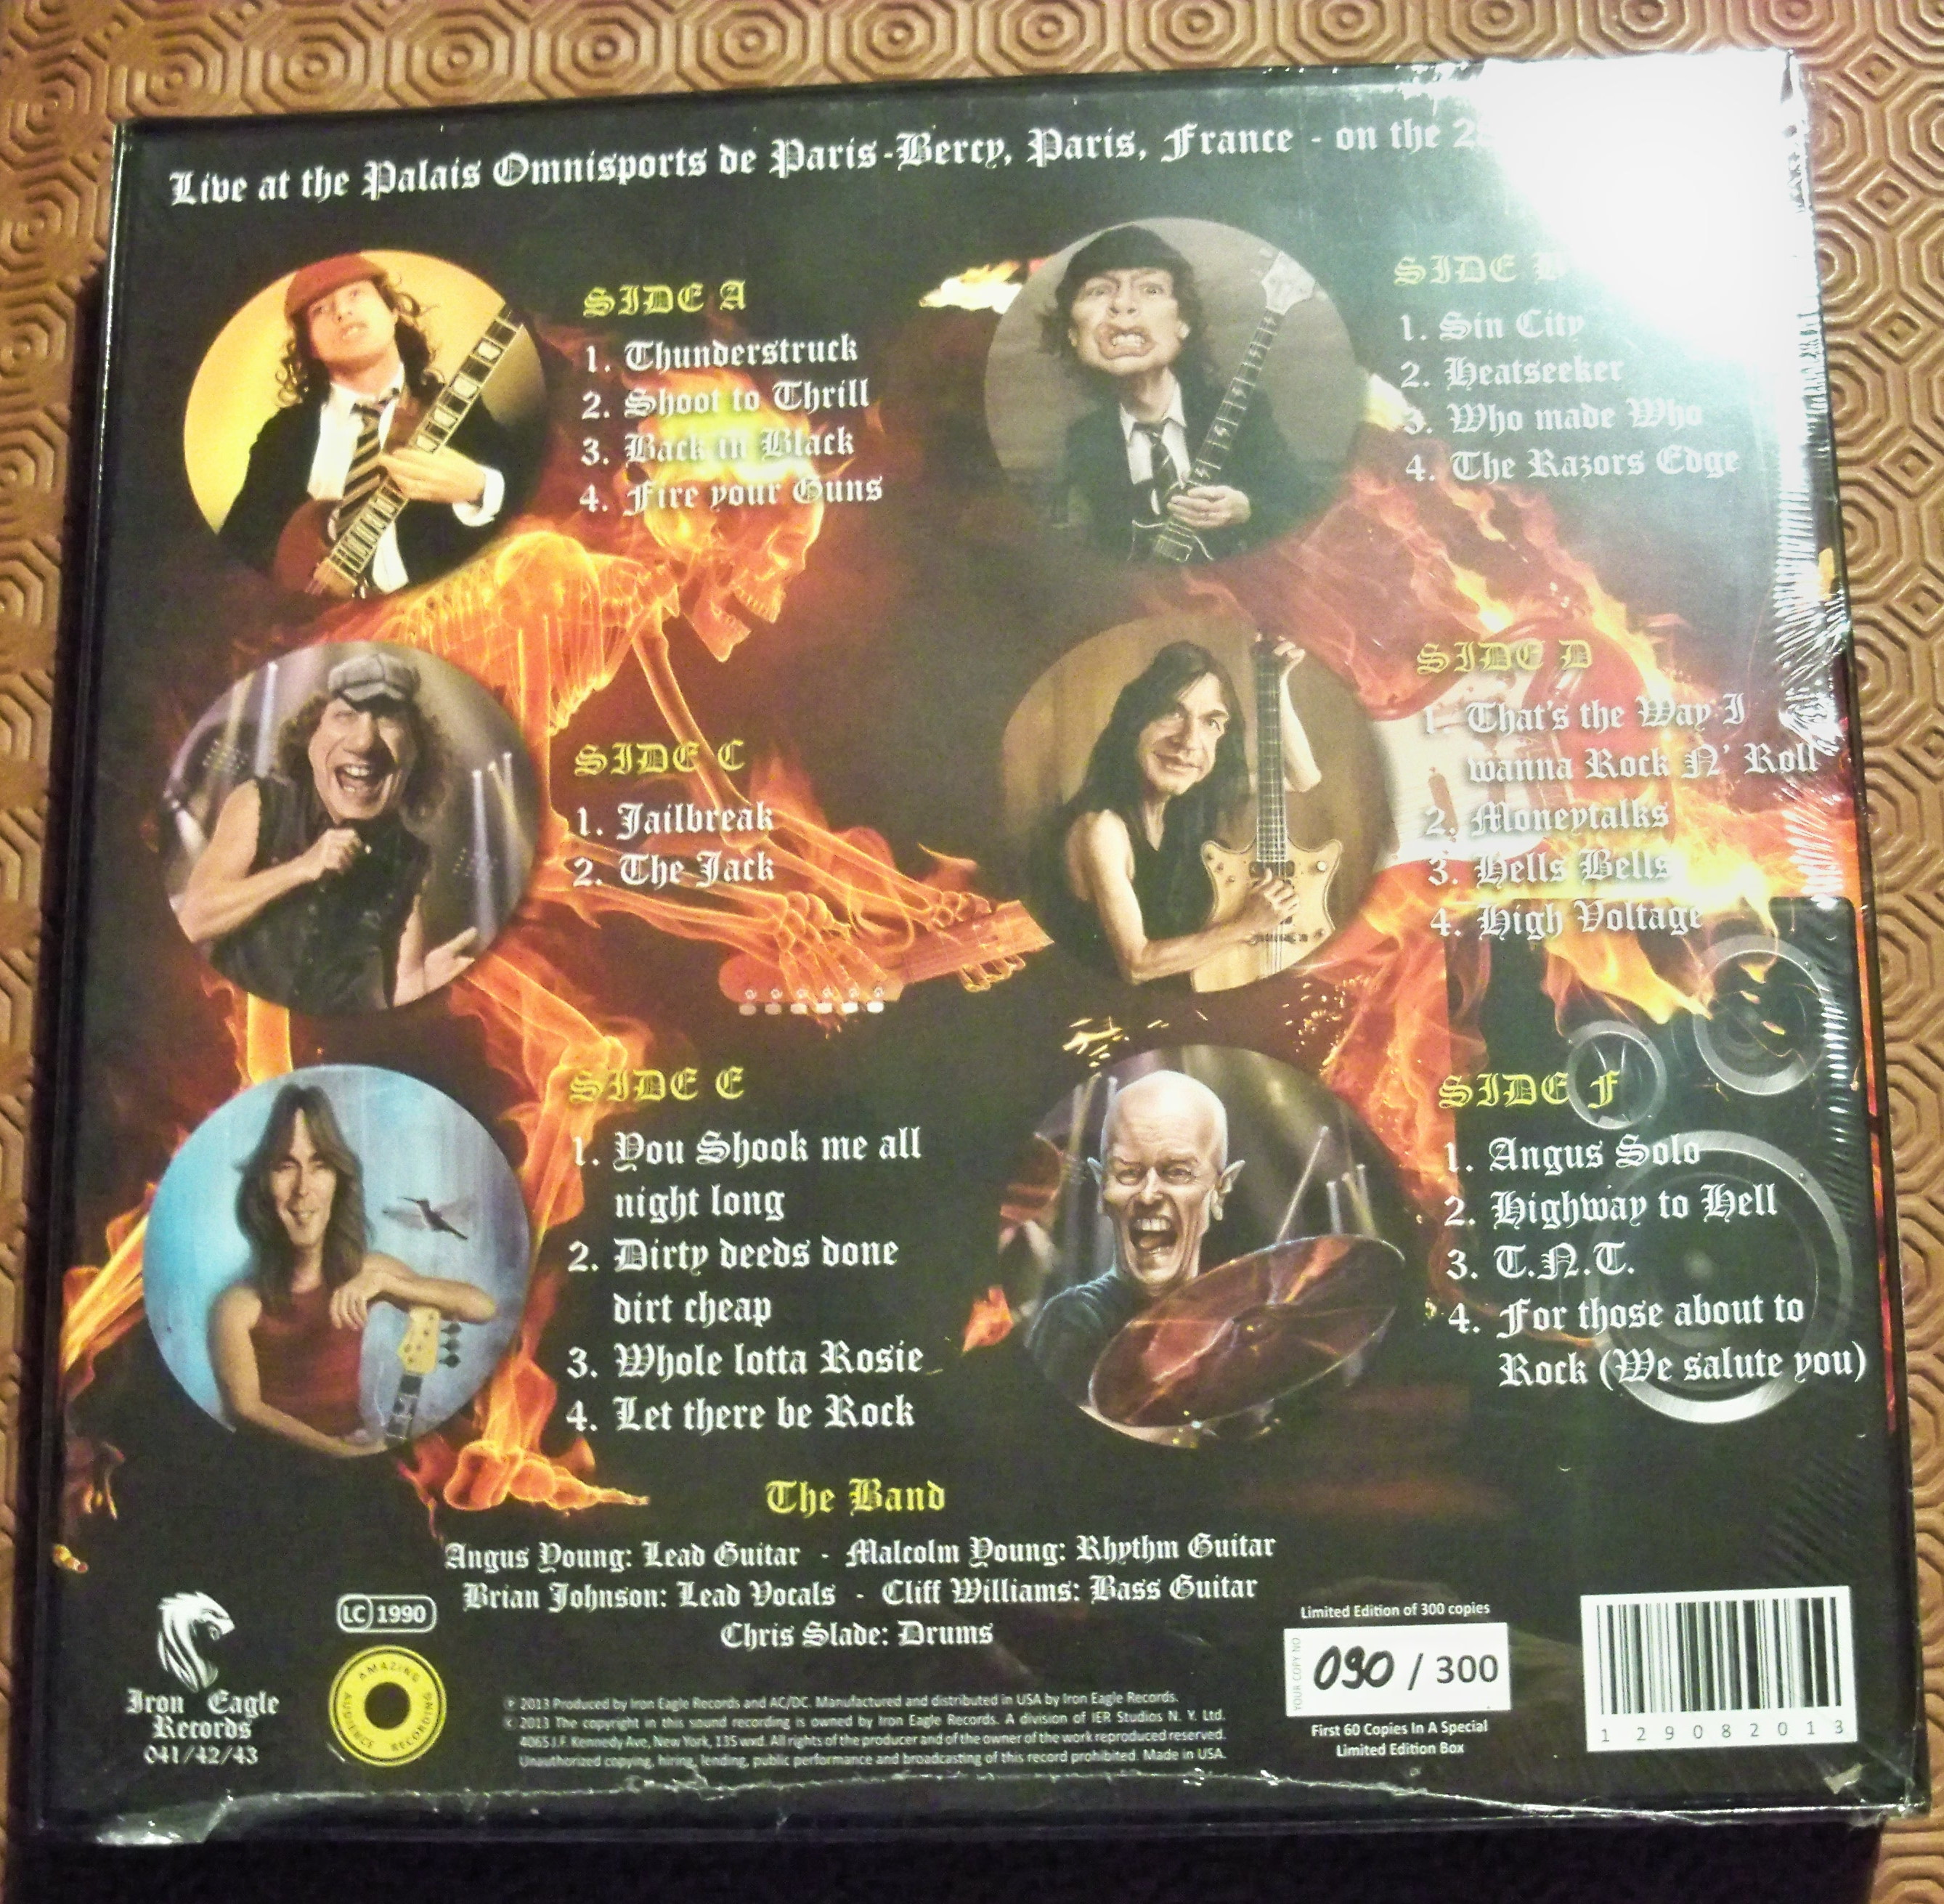 Live at the Palais Omnisports de Paris-Bercy, Paris, France - on the
SIDE A
1. Thunderstruck
2. Shoot to Thrill
3. Back in Black
4. Fire your Guns
SIDE B
1. Sin City
2. Heatseeker
3. Who made Who
4. The Razors Edge
SIDE C
1. Jailbreak
2. The Jack
SIDE D
1. That's the Way I
wanna Rock N' Roll
2. Moneytalks
3. Hells Bells
4. High Voltage
SIDE E
1. You Shook me all
night long
2. Dirty deeds done
dirt cheap
3. Whole lotta Rosie
4. Let there be Rock
SIDE F
1. Angus Solo
2. Highway to Hell
3. T.N.T.
4. For those about to
Rock (We salute you)
The Band
Angus Young: Lead Guitar - Malcolm Young: Rhythm Guitar
Brian Johnson: Lead Vocals - Cliff Williams: Bass Guitar
Chris Slade: Drums
Iron Eagle
Records
041/42/43
LC 1990
AMAZING
AUDIENCE RECORDING
℗ 2013 Produced by Iron Eagle Records and AC/DC. Manufactured and distributed in USA by Iron Eagle Records.
© 2013 The copyright in this sound recording is owned by Iron Eagle Records. A division of IER Studios N. Y. Ltd.
4065 J.F. Kennedy Ave, New York, 135 wxd. All rights of the producer and of the owner of the work reproduced reserved.
Unauthorized copying, hiring, lending, public performance and broadcasting of this record prohibited. Made in USA.
Limited Edition of 300 copies
YOUR COPY NO
090 / 300
First 60 Copies In A Special
Limited Edition Box
1 29082013